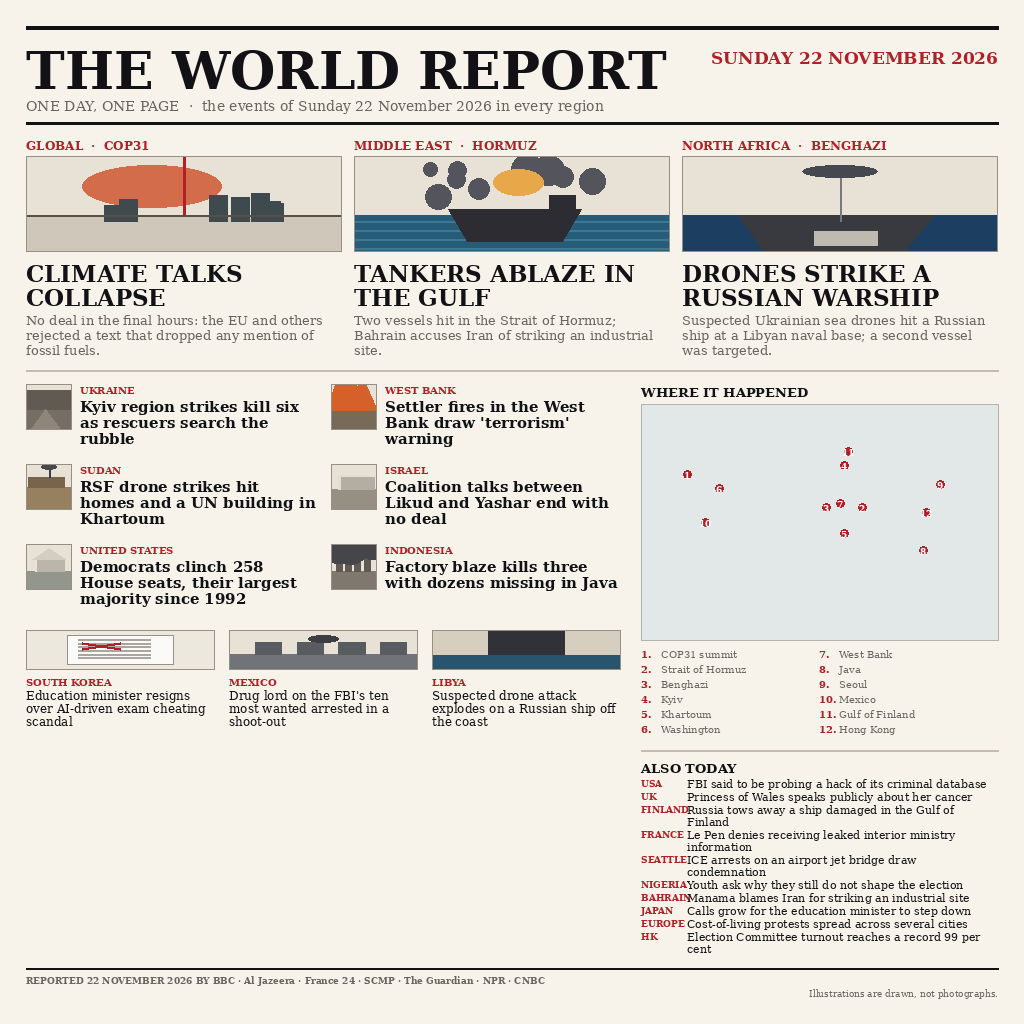 THE WORLD REPORT
SUNDAY 22 NOVEMBER 2026
ONE DAY, ONE PAGE · the events of Sunday 22 November 2026 in every region
GLOBAL · COP31
CLIMATE TALKS
COLLAPSE
No deal in the final hours: the EU and others
rejected a text that dropped any mention of
fossil fuels.
MIDDLE EAST · HORMUZ
TANKERS ABLAZE IN
THE GULF
Two vessels hit in the Strait of Hormuz;
Bahrain accuses Iran of striking an industrial
site.
NORTH AFRICA · BENGHAZI
DRONES STRIKE A
RUSSIAN WARSHIP
Suspected Ukrainian sea drones hit a Russian
ship at a Libyan naval base; a second vessel
was targeted.
UKRAINE
Kyiv region strikes kill six
as rescuers search the
rubble
WEST BANK
Settler fires in the West
Bank draw 'terrorism'
warning
SUDAN
RSF drone strikes hit
homes and a UN building in
Khartoum
ISRAEL
Coalition talks between
Likud and Yashar end with
no deal
UNITED STATES
Democrats clinch 258
House seats, their largest
majority since 1992
INDONESIA
Factory blaze kills three
with dozens missing in Java
SOUTH KOREA
Education minister resigns
over AI-driven exam cheating
scandal
MEXICO
Drug lord on the FBI's ten
most wanted arrested in a
shoot-out
LIBYA
Suspected drone attack
explodes on a Russian ship off
the coast
WHERE IT HAPPENED
11
4
1
9
6
3
7
2
12
10
5
8
1. COP31 summit
2. Strait of Hormuz
3. Benghazi
4. Kyiv
5. Khartoum
6. Washington
7. West Bank
8. Java
9. Seoul
10. Mexico
11. Gulf of Finland
12. Hong Kong
ALSO TODAY
USA FBI said to be probing a hack of its criminal database
UK Princess of Wales speaks publicly about her cancer
FINLAND Russia tows away a ship damaged in the Gulf of
Finland
FRANCE Le Pen denies receiving leaked interior ministry
information
SEATTLE ICE arrests on an airport jet bridge draw
condemnation
NIGERIA Youth ask why they still do not shape the election
BAHRAIN Manama blames Iran for striking an industrial site
JAPAN Calls grow for the education minister to step down
EUROPE Cost-of-living protests spread across several cities
HK Election Committee turnout reaches a record 99 per
cent
REPORTED 22 NOVEMBER 2026 BY BBC · Al Jazeera · France 24 · SCMP · The Guardian · NPR · CNBC
Illustrations are drawn, not photographs.